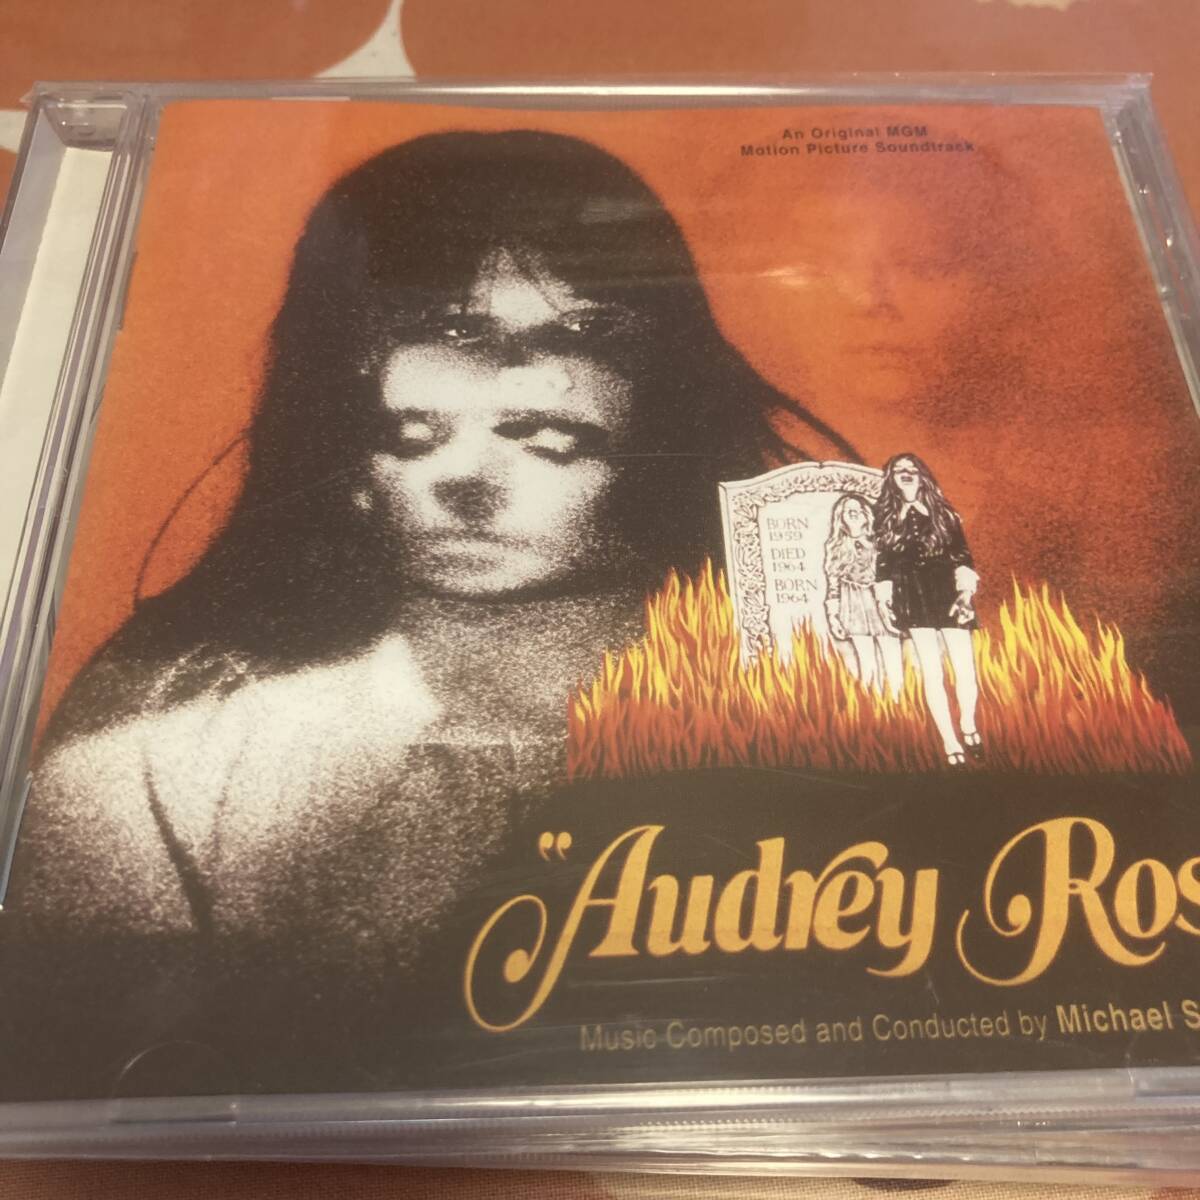 An Original MGM
Motion Picture Soundtrack
BORN
1959
DIED
1964
BORN
1964
"Audrey Ros
Music Composed and Conducted by Michael S